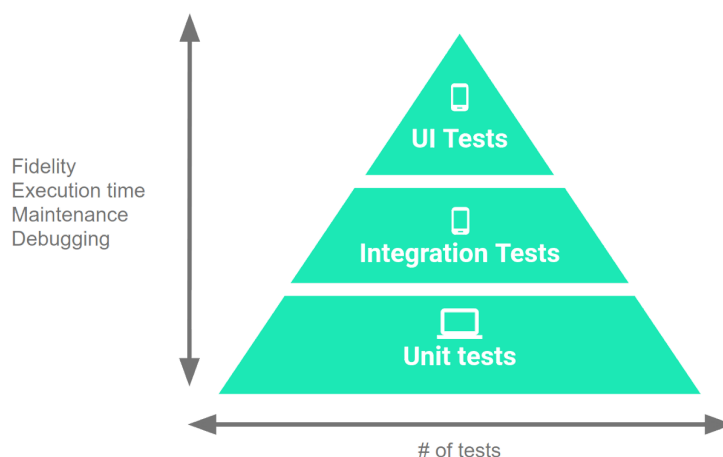 UI Tests
Fidelity
Execution time
Maintenance
Debugging
Integration Tests
Unit tests
# of tests